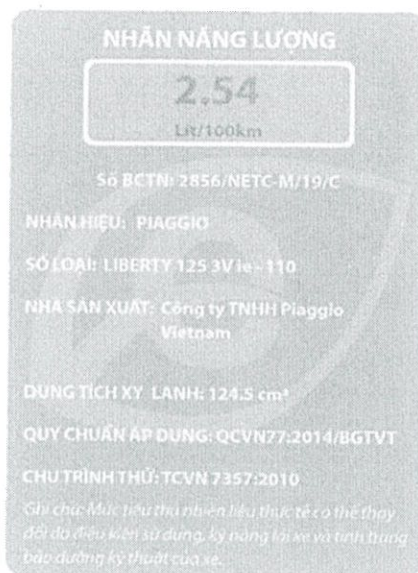 NHÃN NĂNG LƯỢNG
2.54
Lit/100km
Số BCTN: 2856/NETC-M/19/C
NHÃN HIỆU: PIAGGIO
SỐ LOẠI: LIBERTY 125 3V ie - 110
NHÀ SẢN XUẤT: Công ty TNHH Piaggio
Vietnam
DUNG TÍCH XY LANH: 124.5 cm³
QUY CHUẨN ÁP DỤNG: QCVN77:2014/BGTVT
CHU TRÌNH THỬ: TCVN 7357:2010
Ghi chú: Mức tiêu thụ nhiên liệu thực tế có thể thay
đổi do điều kiện sử dụng, kỹ năng lái xe và tình trạng
bảo dưỡng kỹ thuật của xe.